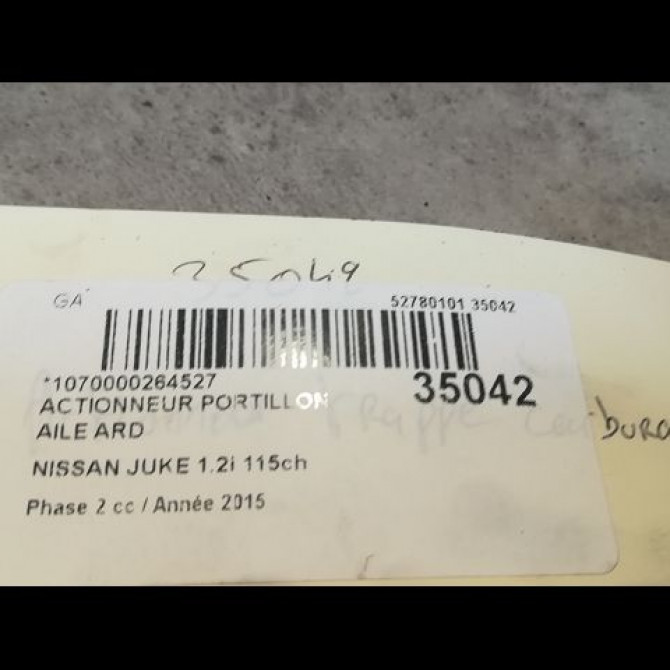 GA
52780101 35042
*1070000264527
35042
ACTIONNEUR PORTILLON
AILE ARD
NISSAN JUKE 1.2i 115ch
Phase 2 cc / Année 2015